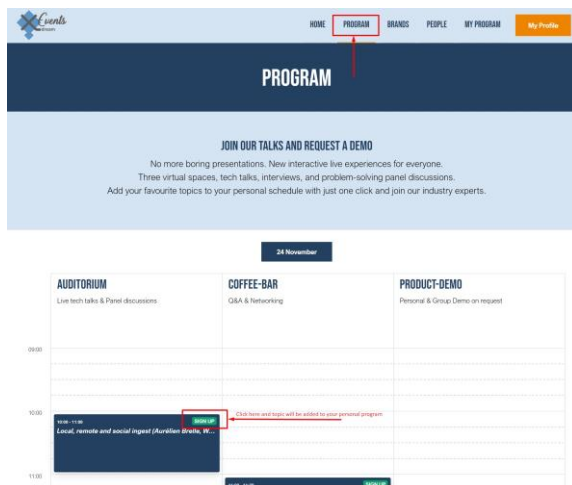 Events
HOME PROGRAM BRANDS PEOPLE MY PROGRAM My Profile
PROGRAM
JOIN OUR TALKS AND REQUEST A DEMO
No more boring presentations. New interactive live experiences for everyone.
Three virtual spaces, tech talks, interviews, and problem-solving panel discussions.
Add your favourite topics to your personal schedule with just one click and join our industry experts.
24 November
AUDITORIUM COFFEE-BAR PRODUCT-DEMO
Live tech talks & Panel discussions Q&A & Networking Personal & Group Demo on request
09:00
10:00
10:00 - 11:00 SIGN UP Click here and topic will be added to your personal program
Local, remote and social ingest (Aurélien Bretle, W...
11:00
SIGN UP